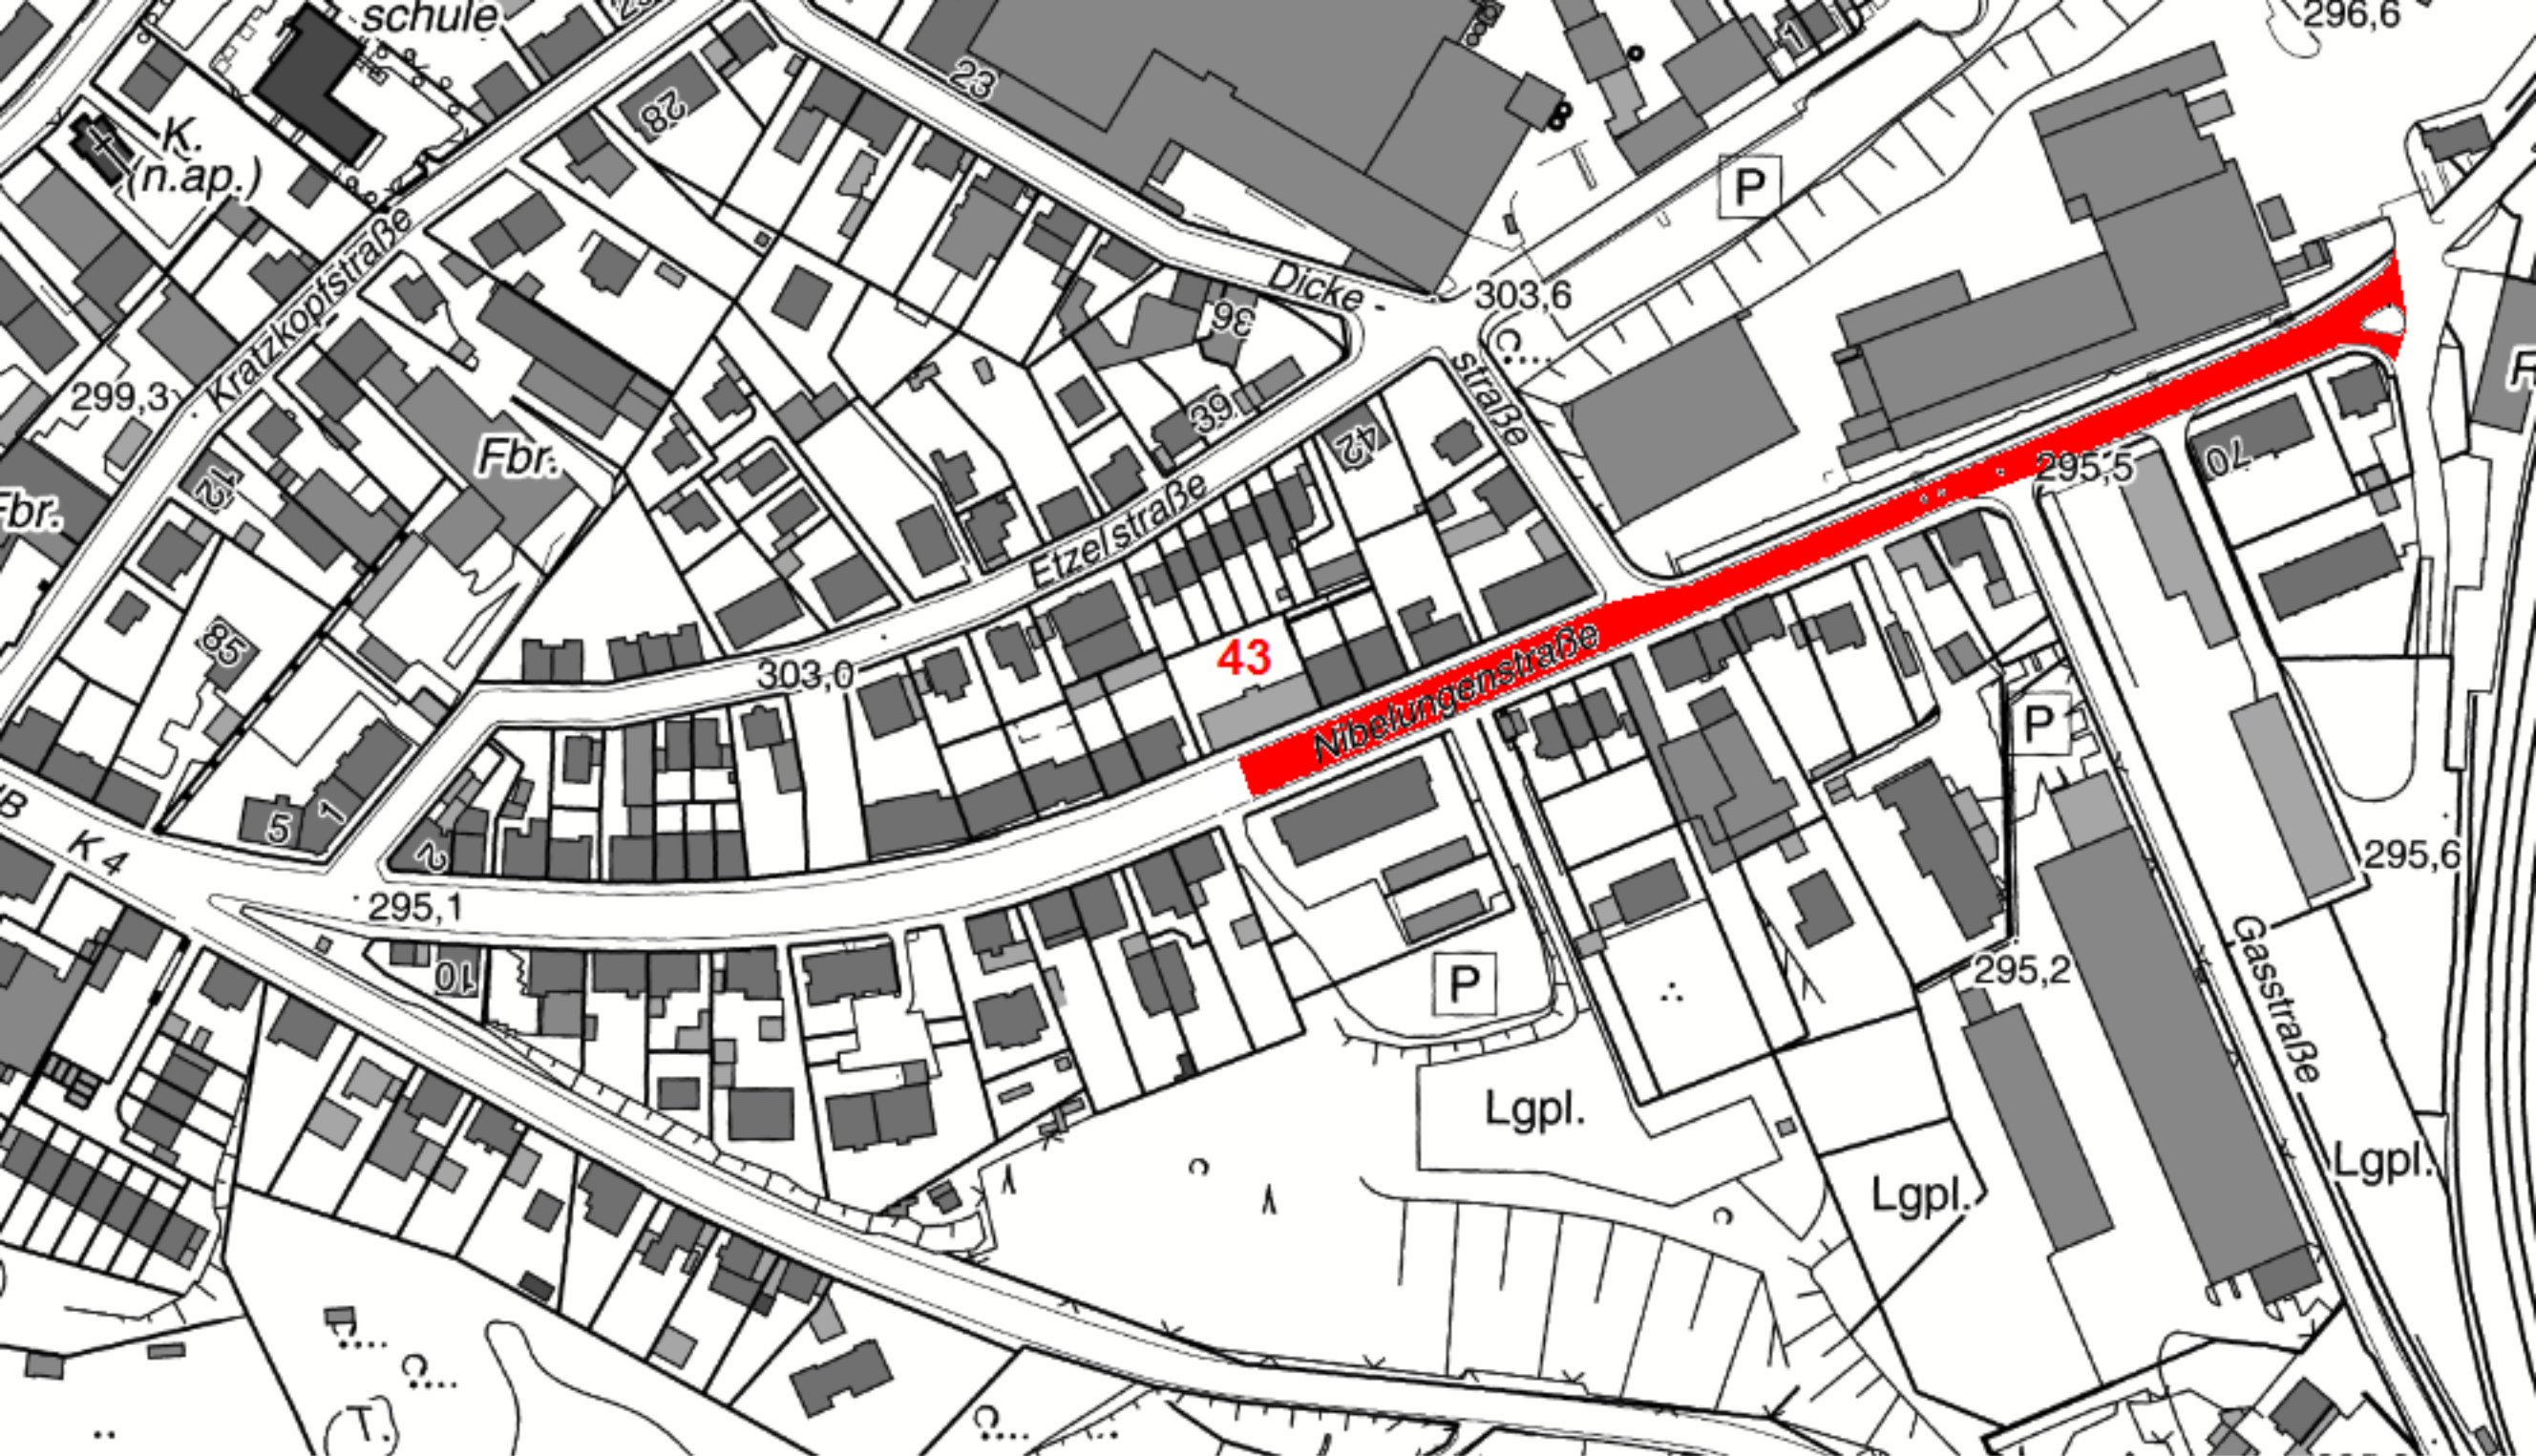 schule
23
296,6
1
28
K.
(n.ap.)
P
Kratzkopfstraße
Dicke -
303,6
36
C...
straße
299,3
39
42
Fbr.
12
70
295,5
Fbr.
Etzelstraße
85
303,0
43
Nibelungenstraße
P
5
1
2
K 4
295,1
295,6
10
P
295,2
Gasstraße
Lgpl.
Lgpl.
Lgpl.
T.